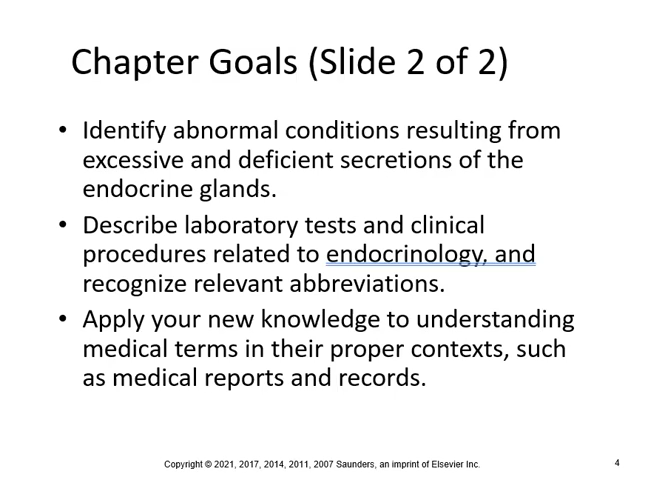 Chapter Goals (Slide 2 of 2)
• Identify abnormal conditions resulting from
excessive and deficient secretions of the
endocrine glands.
• Describe laboratory tests and clinical
procedures related to endocrinology, and
recognize relevant abbreviations.
• Apply your new knowledge to understanding
medical terms in their proper contexts, such
as medical reports and records.
Copyright © 2021, 2017, 2014, 2011, 2007 Saunders, an imprint of Elsevier Inc.
4